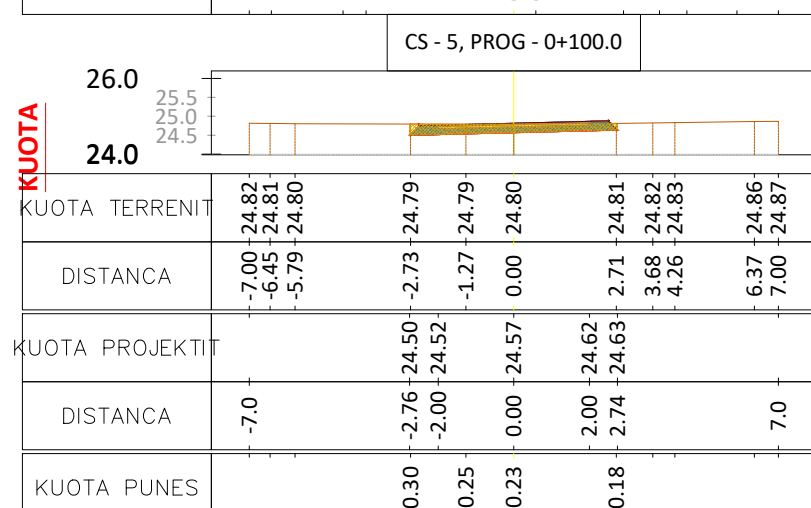 CS - 5, PROG - 0+100.0
KUOTA
26.0
25.5
25.0
24.5
24.0
KUOTA TERRENIT 24.82 24.81 24.80 24.79 24.79 24.80 24.81 24.82 24.83 24.86 24.87
DISTANCA -7.00 -6.45 -5.79 -2.73 -1.27 0.00 2.71 3.68 4.26 6.37 7.00
KUOTA PROJEKTIT 24.50 24.52 24.57 24.62 24.63
DISTANCA -7.0 -2.76 -2.00 0.00 2.00 2.74 7.0
KUOTA PUNES 0.30 0.25 0.23 0.18